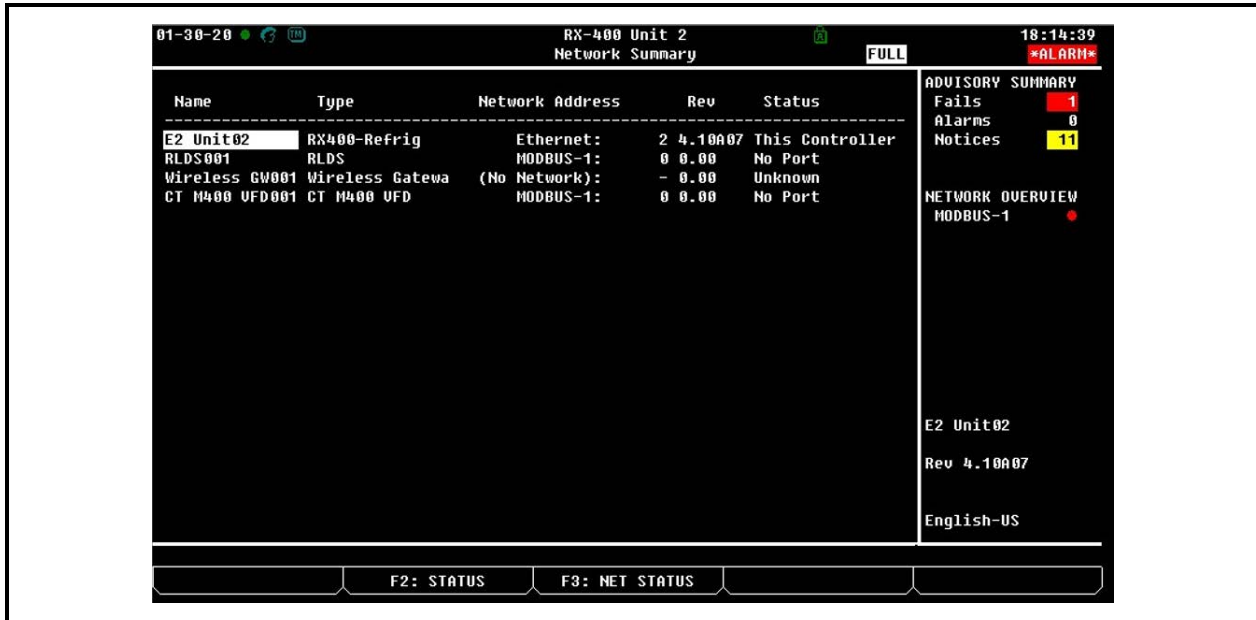 01-30-20 TM RX-400 Unit 2 A 18:14:39
Network Summary FULL *ALARM*
ADVISORY SUMMARY
Name Type Network Address Rev Status Fails 1
Alarms 0
E2 Unit02 RX400-Refrig Ethernet: 2 4.10A07 This Controller Notices 11
RLDS001 RLDS MODBUS-1: 0 0.00 No Port
Wireless GW001 Wireless Gatewa (No Network): - 0.00 Unknown
CT M400 VFD001 CT M400 VFD MODBUS-1: 0 0.00 No Port NETWORK OVERVIEW
MODBUS-1
E2 Unit02
Rev 4.10A07
English-US
F2: STATUS F3: NET STATUS